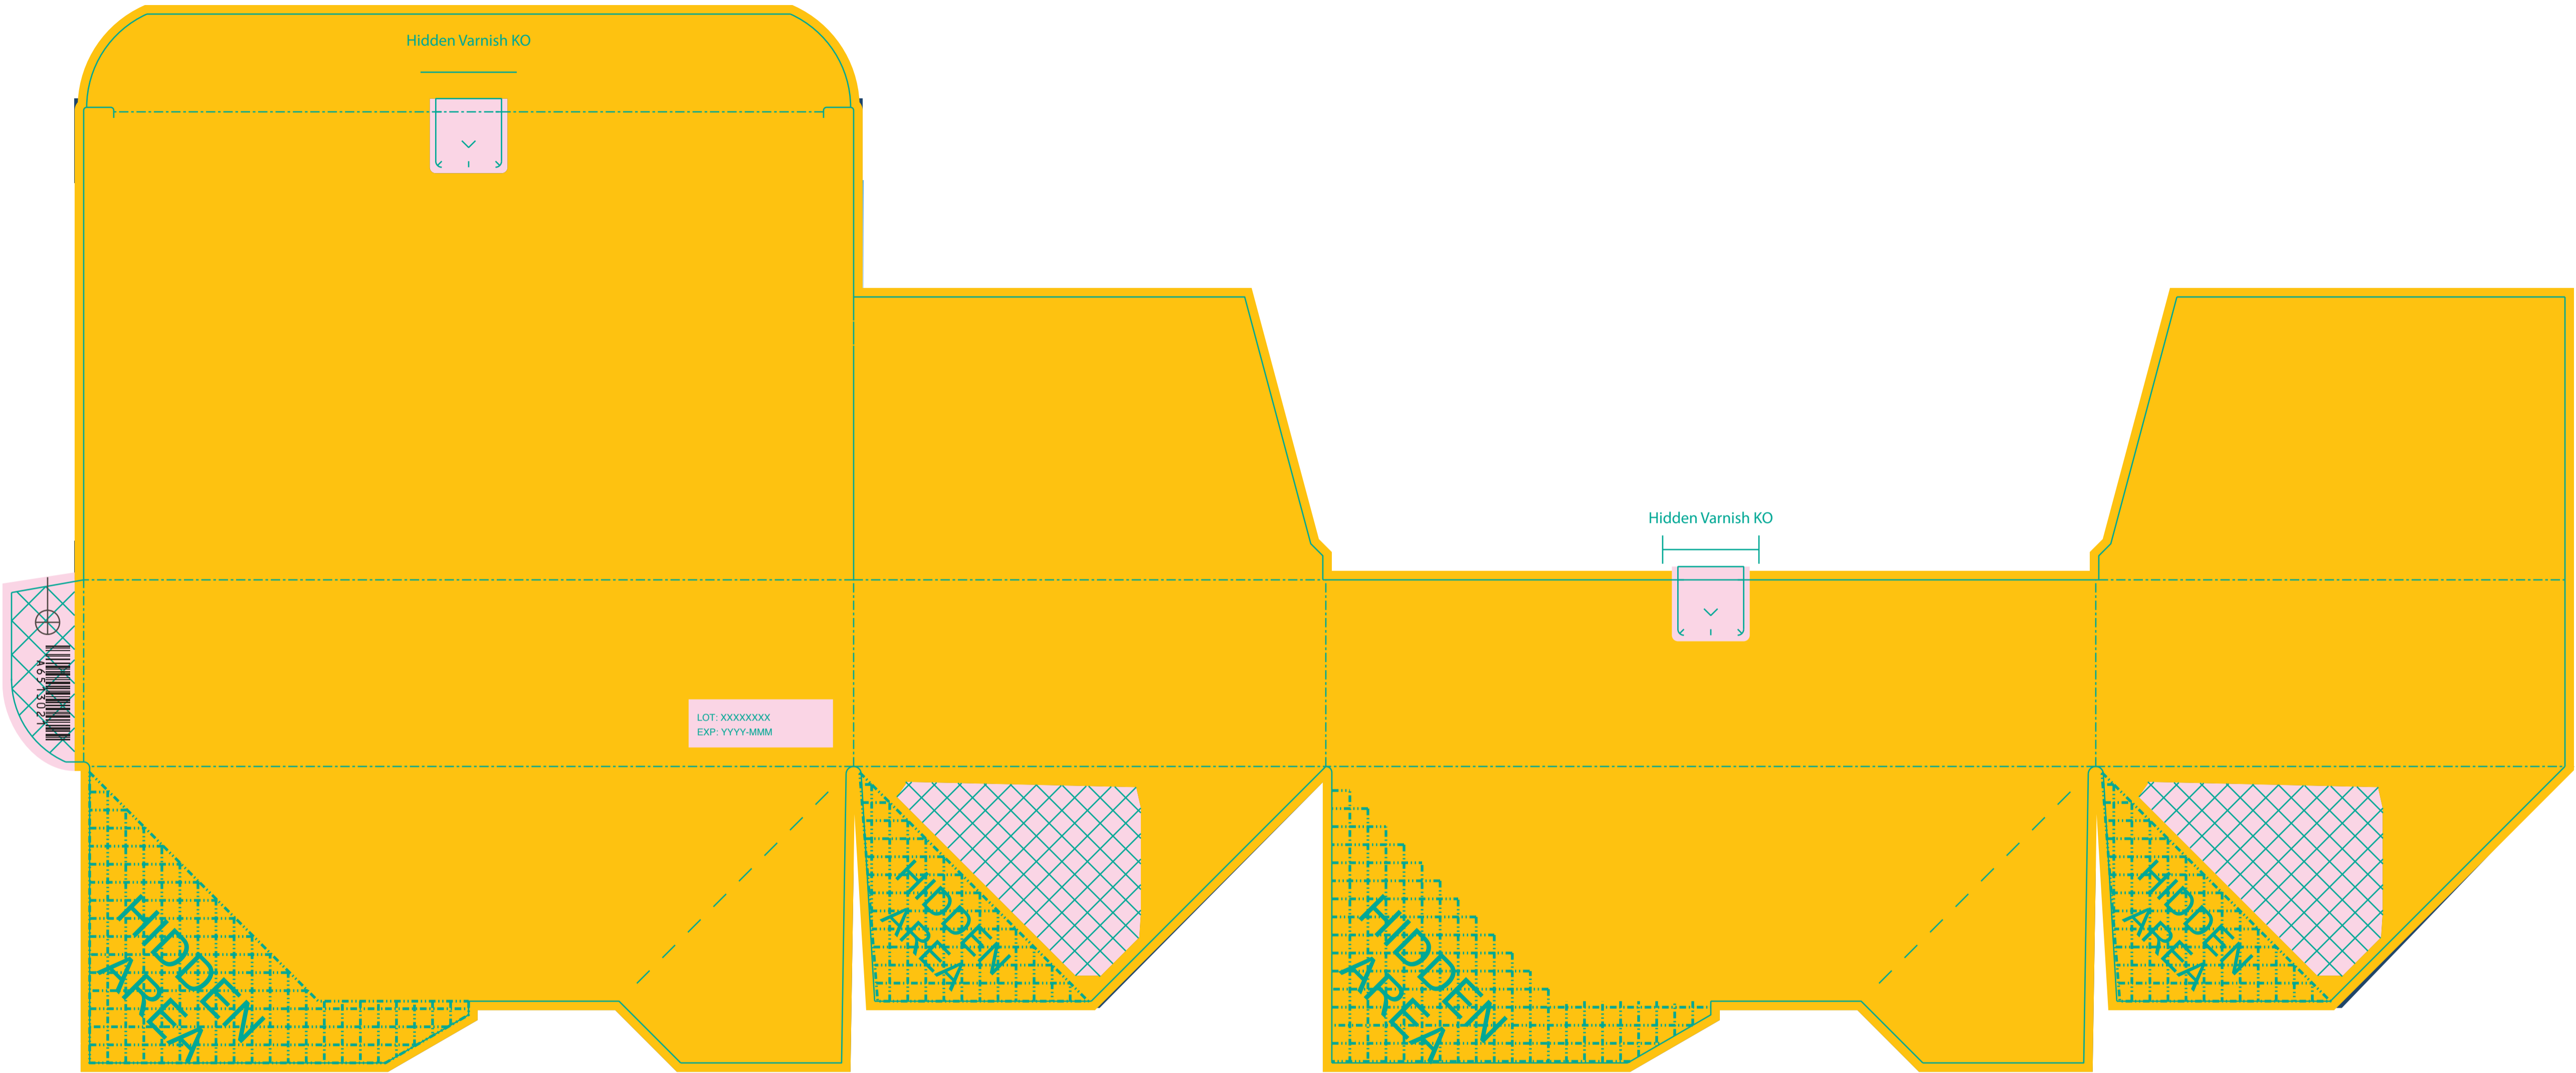 Hidden Varnish KO
Hidden Varnish KO
A6573021
LOT: XXXXXXXX
EXP: YYYY-MMM
HIDDEN
AREA
HIDDEN
AREA
HIDDEN
AREA
HIDDEN
AREA